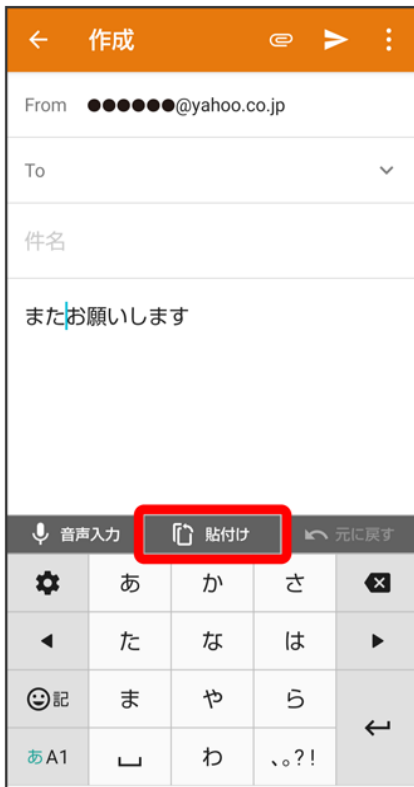 作成
From ●●●●●●@yahoo.co.jp
To
件名
またお願いします
音声入力 貼付け 元に戻す
あ か さ
た な は
記 ま や ら
あA1 わ 、。?!